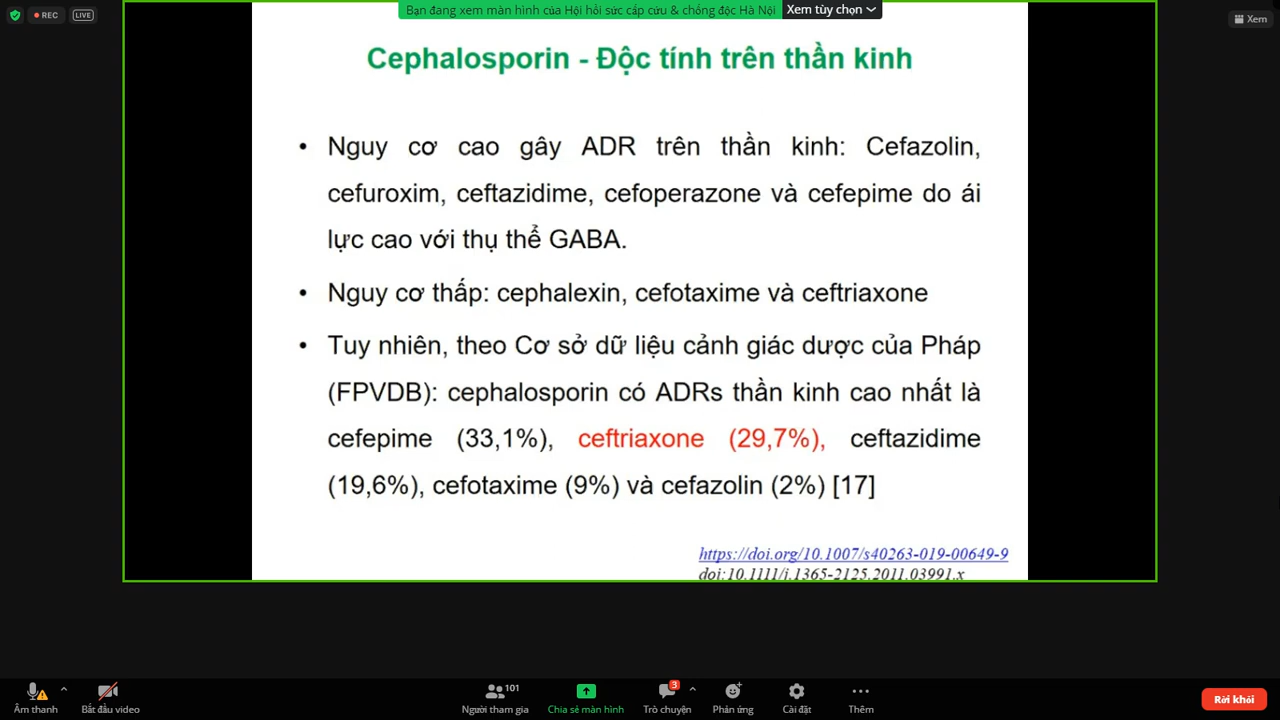 REC
LIVE
Bạn đang xem màn hình của Hội hồi sức cấp cứu & chống độc Hà Nội
Xem tùy chọn
Xem
Cephalosporin - Độc tính trên thần kinh
• Nguy cơ cao gây ADR trên thần kinh: Cefazolin,
cefuroxim, ceftazidime, cefoperazone và cefepime do ái
lực cao với thụ thể GABA.
• Nguy cơ thấp: cephalexin, cefotaxime và ceftriaxone
• Tuy nhiên, theo Cơ sở dữ liệu cảnh giác dược của Pháp
(FPVDB): cephalosporin có ADRs thần kinh cao nhất là
cefepime (33,1%), ceftriaxone (29,7%), ceftazidime
(19,6%), cefotaxime (9%) và cefazolin (2%) [17]
https://doi.org/10.1007/s40263-019-00649-9
doi:10.1111/j.1365-2125.2011.03991.x
Âm thanh
Bắt đầu video
101
Người tham gia
Chia sẻ màn hình
3
Trò chuyện
Phản ứng
Cài đặt
Thêm
Rời khỏi